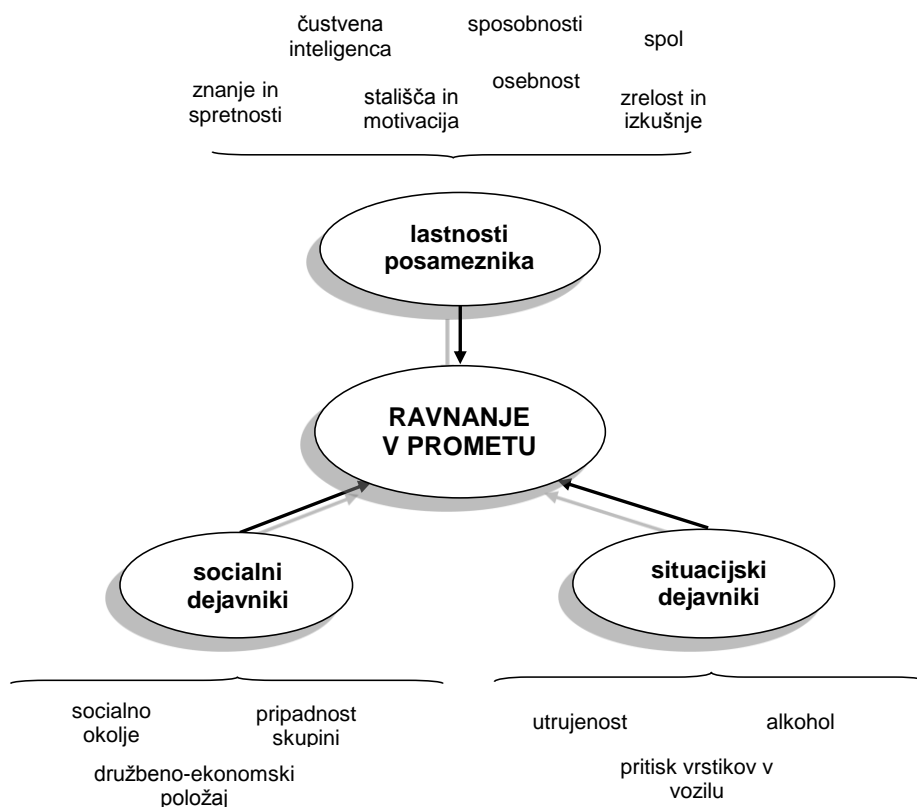 čustvena
inteligenca
sposobnosti
spol
znanje in
spretnosti
stališča in
motivacija
osebnost
zrelost in
izkušnje
lastnosti
posameznika
RAVNANJE
V PROMETU
socialni
dejavniki
situacijski
dejavniki
socialno
okolje
pripadnost
skupini
družbeno-ekonomski
položaj
utrujenost
alkohol
pritisk vrstikov v
vozilu